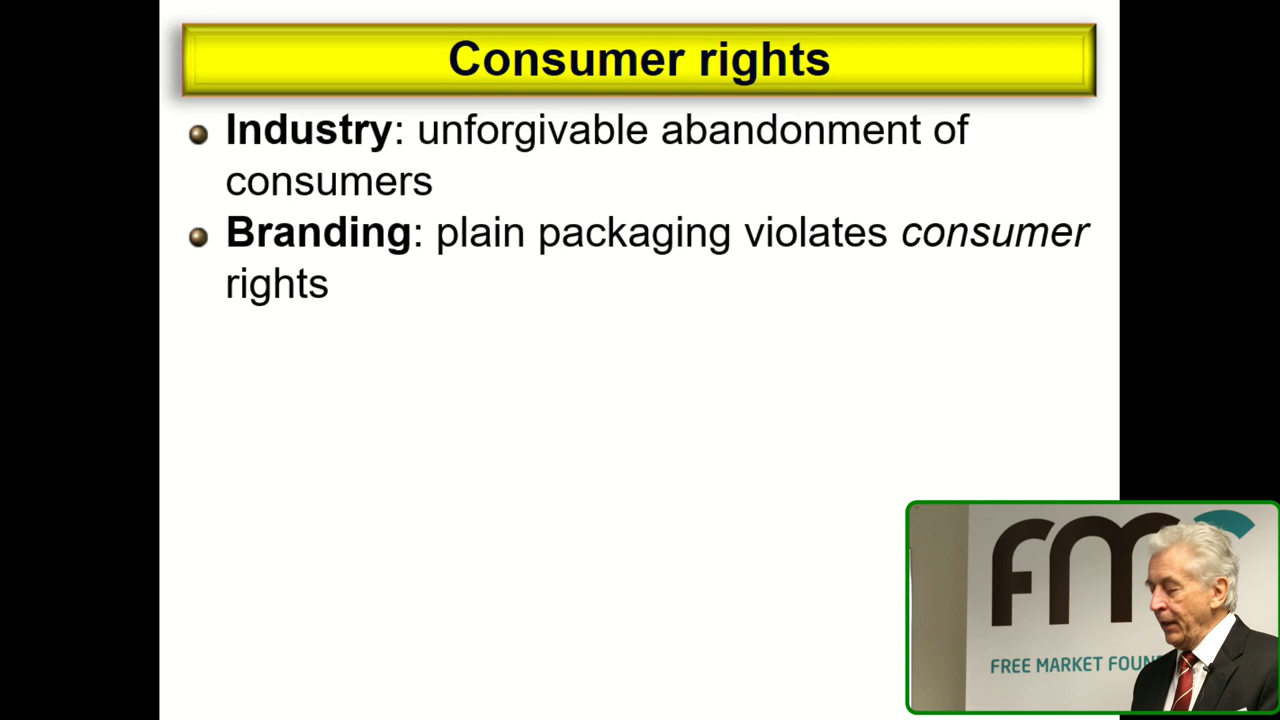 Consumer rights
Industry: unforgivable abandonment of
consumers
Branding: plain packaging violates consumer
rights
fm
FREE MARKET FOUN